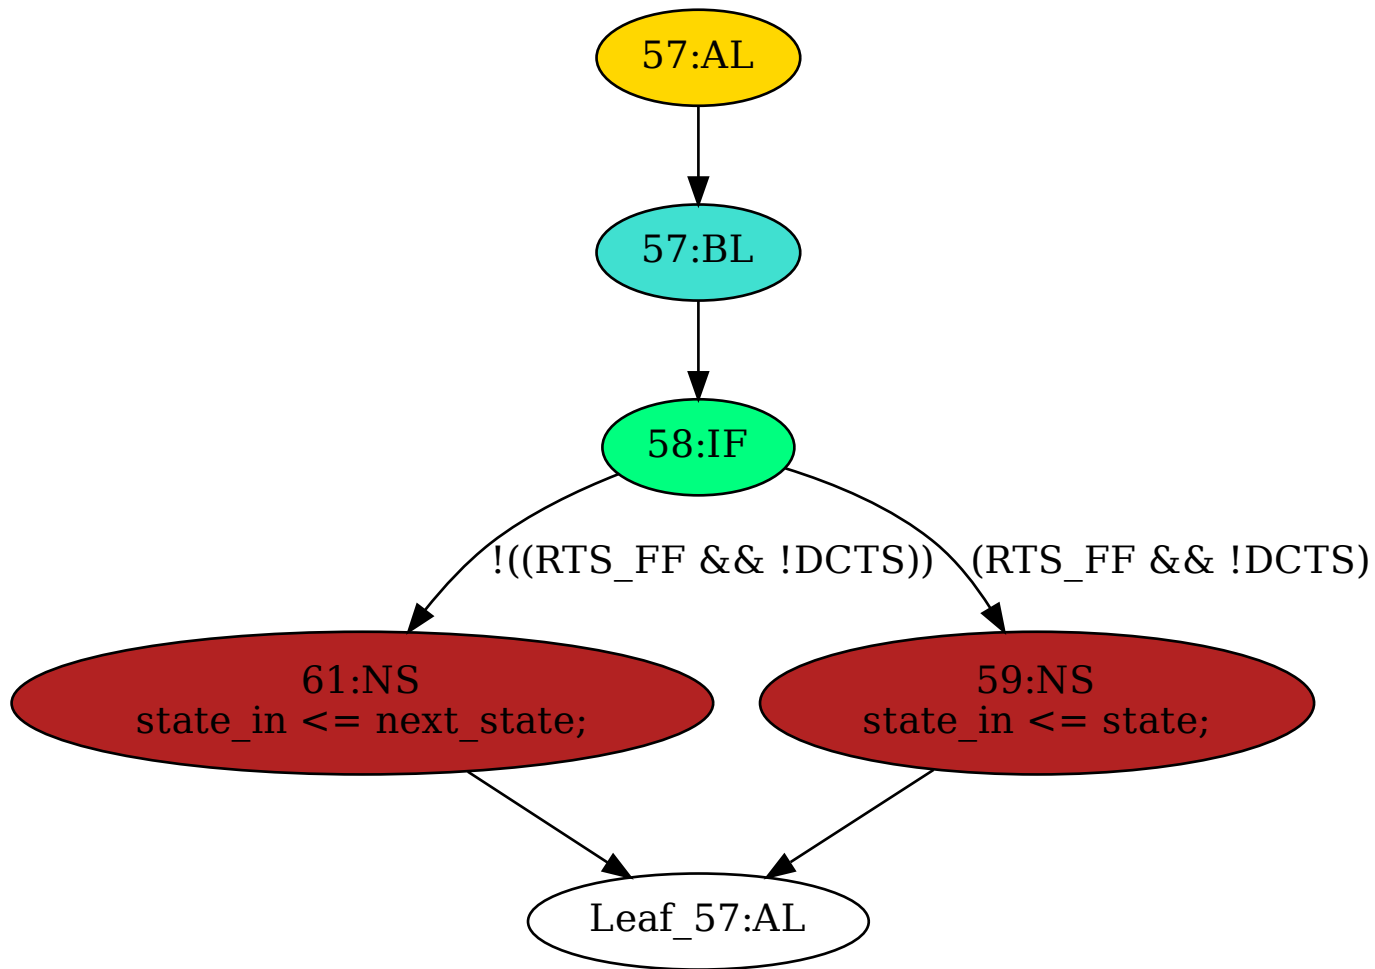 57:AL
57:BL
58:IF
!((RTS_FF && !DCTS))
(RTS_FF && !DCTS)
61:NS
state_in <= next_state;
59:NS
state_in <= state;
Leaf_57:AL